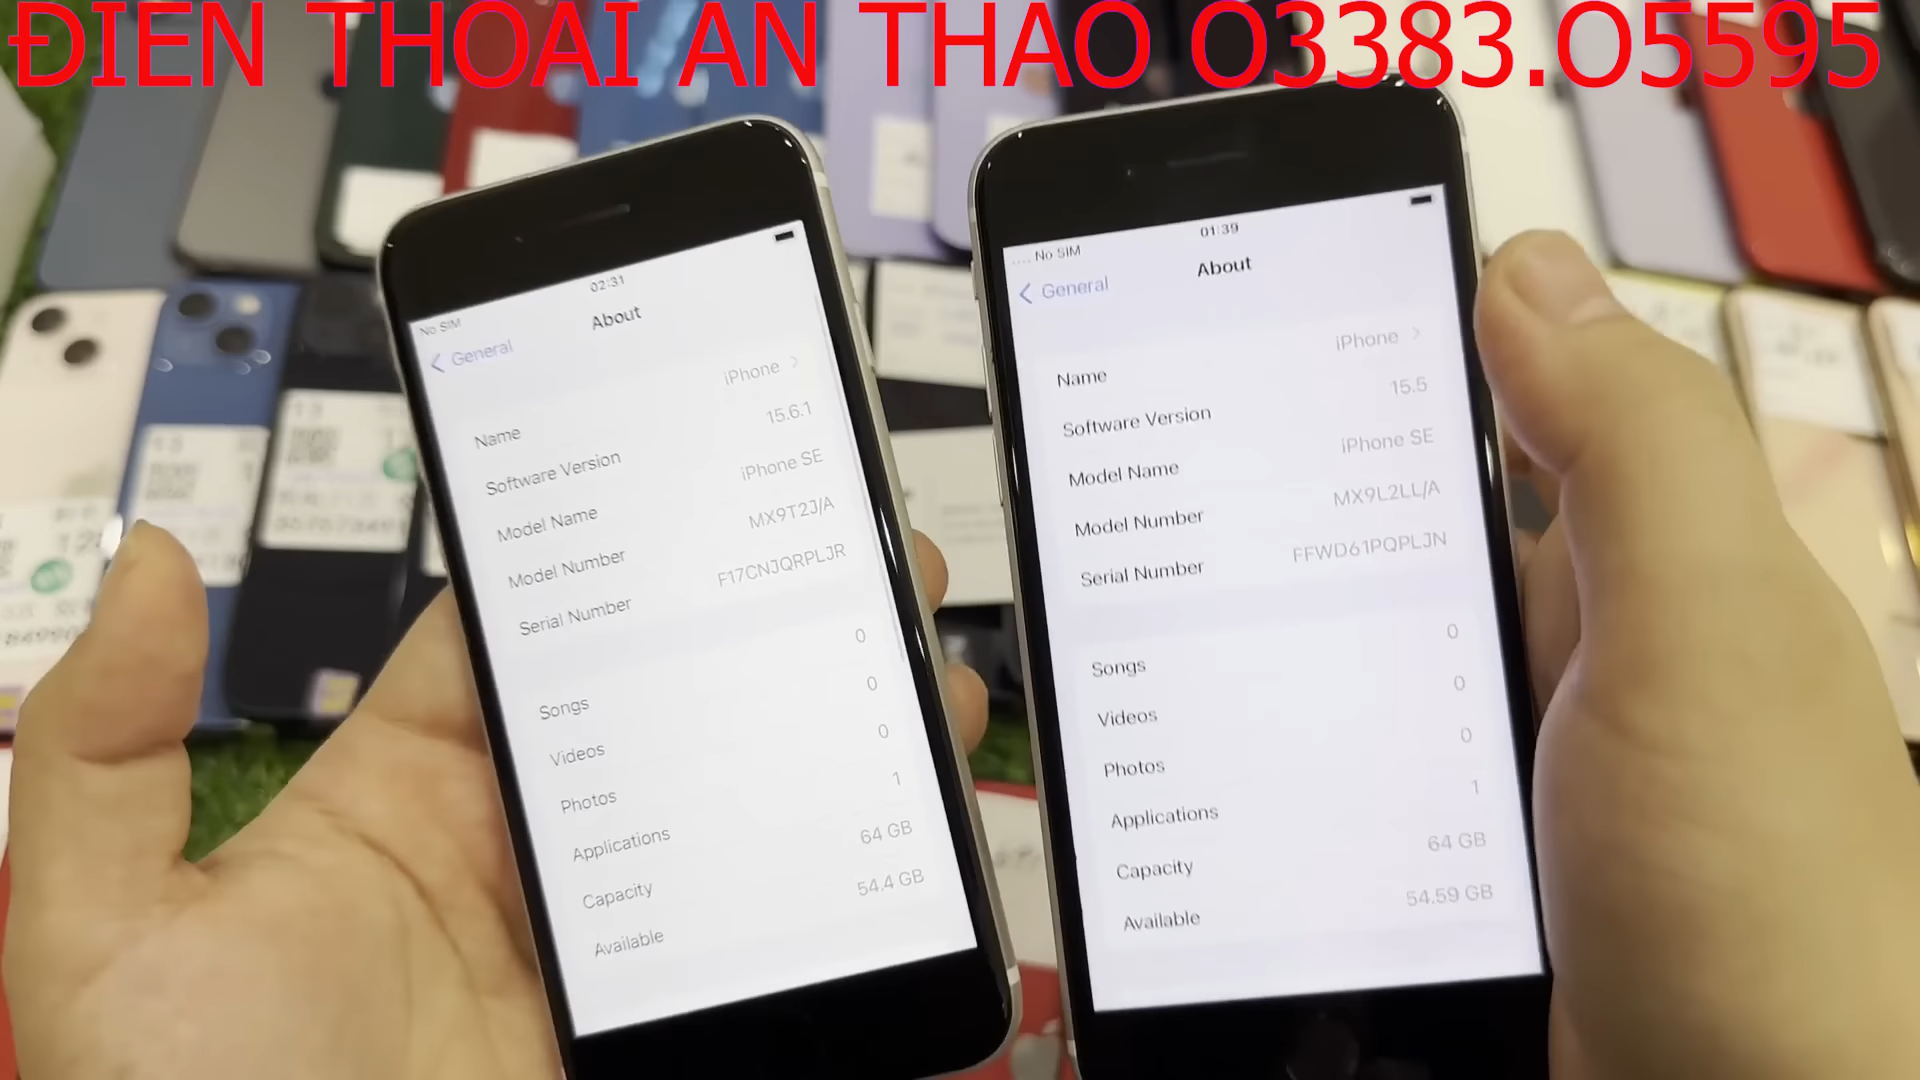 ĐIEN THOAI AN THAO O3383.O5595
No SIM
02:31
General
About
Name
iPhone
Software Version
15.6.1
Model Name
iPhone SE
Model Number
MX9T2J/A
Serial Number
F17CNJQRPLJR
Songs
0
Videos
0
Photos
0
Applications
1
Capacity
64 GB
Available
54.4 GB
No SIM
01:39
General
About
Name
iPhone
Software Version
15.5
Model Name
iPhone SE
Model Number
MX9L2LL/A
Serial Number
FFWD61PQPLJN
Songs
0
Videos
0
Photos
0
Applications
1
Capacity
64 GB
Available
54.59 GB